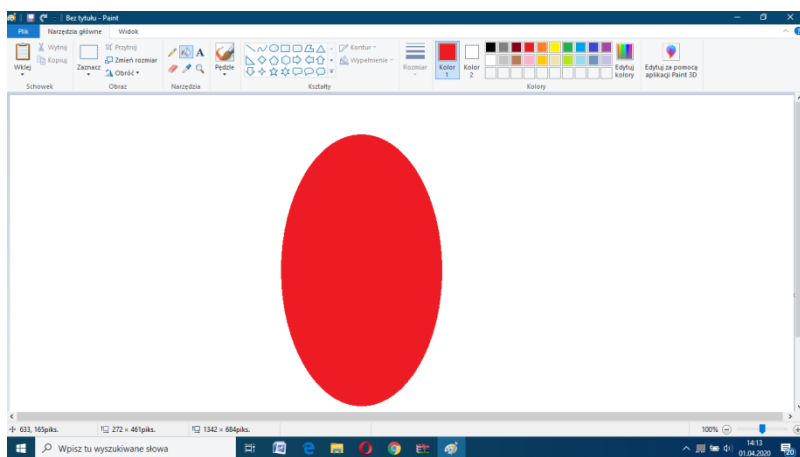 Bez tytułu - Paint
Plik Narzędzia główne Widok
Wklej
Wytnij
Kopiuj
Schowek
Zaznacz
Przytnij
Zmień rozmiar
Obróć
Obraz
A
Narzędzia
Pędzle
Kontur
Wypełnienie
Kształty
Rozmiar
Kolor
1
Kolor
2
Edytuj
kolory
Kolory
Edytuj za pomocą
aplikacji Paint 3D
633, 165piks. 272 × 461piks. 1342 × 684piks. 100%
Wpisz tu wyszukiwane słowa
14:13
01.04.2020
20